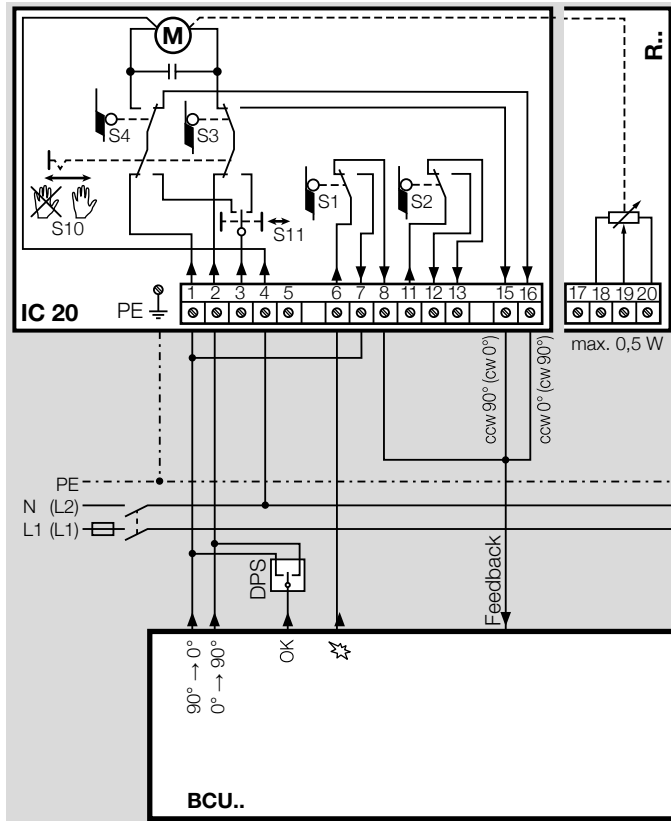 M
R..
S4
S3
S10
S11
S1
S2
IC 20
PE
1 2 3 4 5 6 7 8 11 12 13 15 16
17 18 19 20
max. 0,5 W
ccw 90° (cw 0°)
ccw 0° (cw 90°)
PE
N (L2)
L1 (L1)
DPS
Feedback
90° → 0°
0° → 90°
OK
BCU..